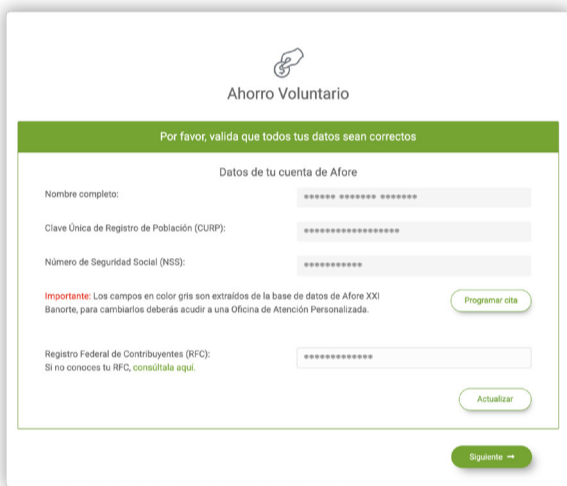 Ahorro Voluntario
Por favor, valida que todos tus datos sean correctos
Datos de tu cuenta de Afore
Nombre completo:
****** ******* *******
Clave Única de Registro de Población (CURP):
******************
Número de Seguridad Social (NSS):
***********
Importante: Los campos en color gris son extraídos de la base de datos de Afore XXI
Banorte, para cambiarlos deberás acudir a una Oficina de Atención Personalizada.
Programar cita
Registro Federal de Contribuyentes (RFC):
Si no conoces tu RFC, consúltala aquí.
*************
Actualizar
Siguiente →